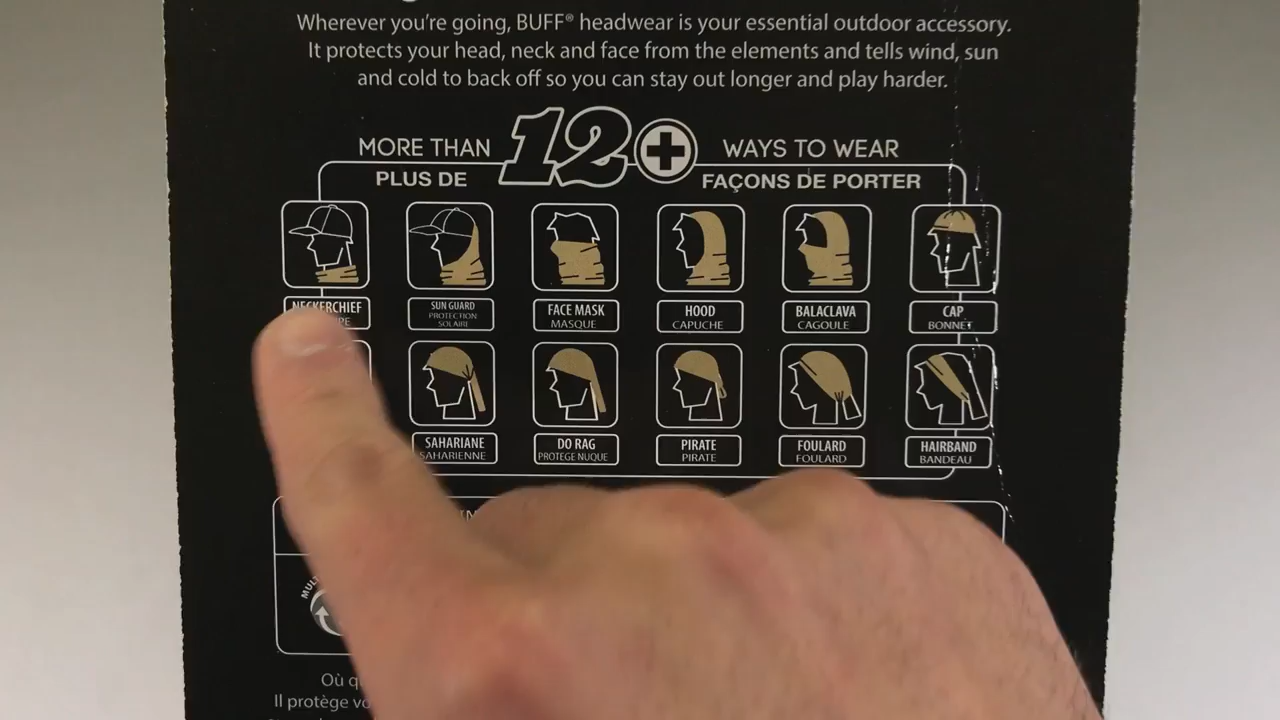 Wherever you're going, BUFF® headwear is your essential outdoor accessory.
It protects your head, neck and face from the elements and tells wind, sun
and cold to back off so you can stay out longer and play harder.
MORE THAN 12+ WAYS TO WEAR
PLUS DE FAÇONS DE PORTER
NECKERCHIEF SUN GUARD FACE MASK HOOD BALACLAVA CAP
PROTECTION SOLAIRE MASQUE CAPUCHE CAGOULE BONNET
SAHARIANE DO RAG PIRATE FOULARD HAIRBAND
SAHARIENNE PROTEGE NUQUE PIRATE FOULARD BANDEAU
Où
Il protège